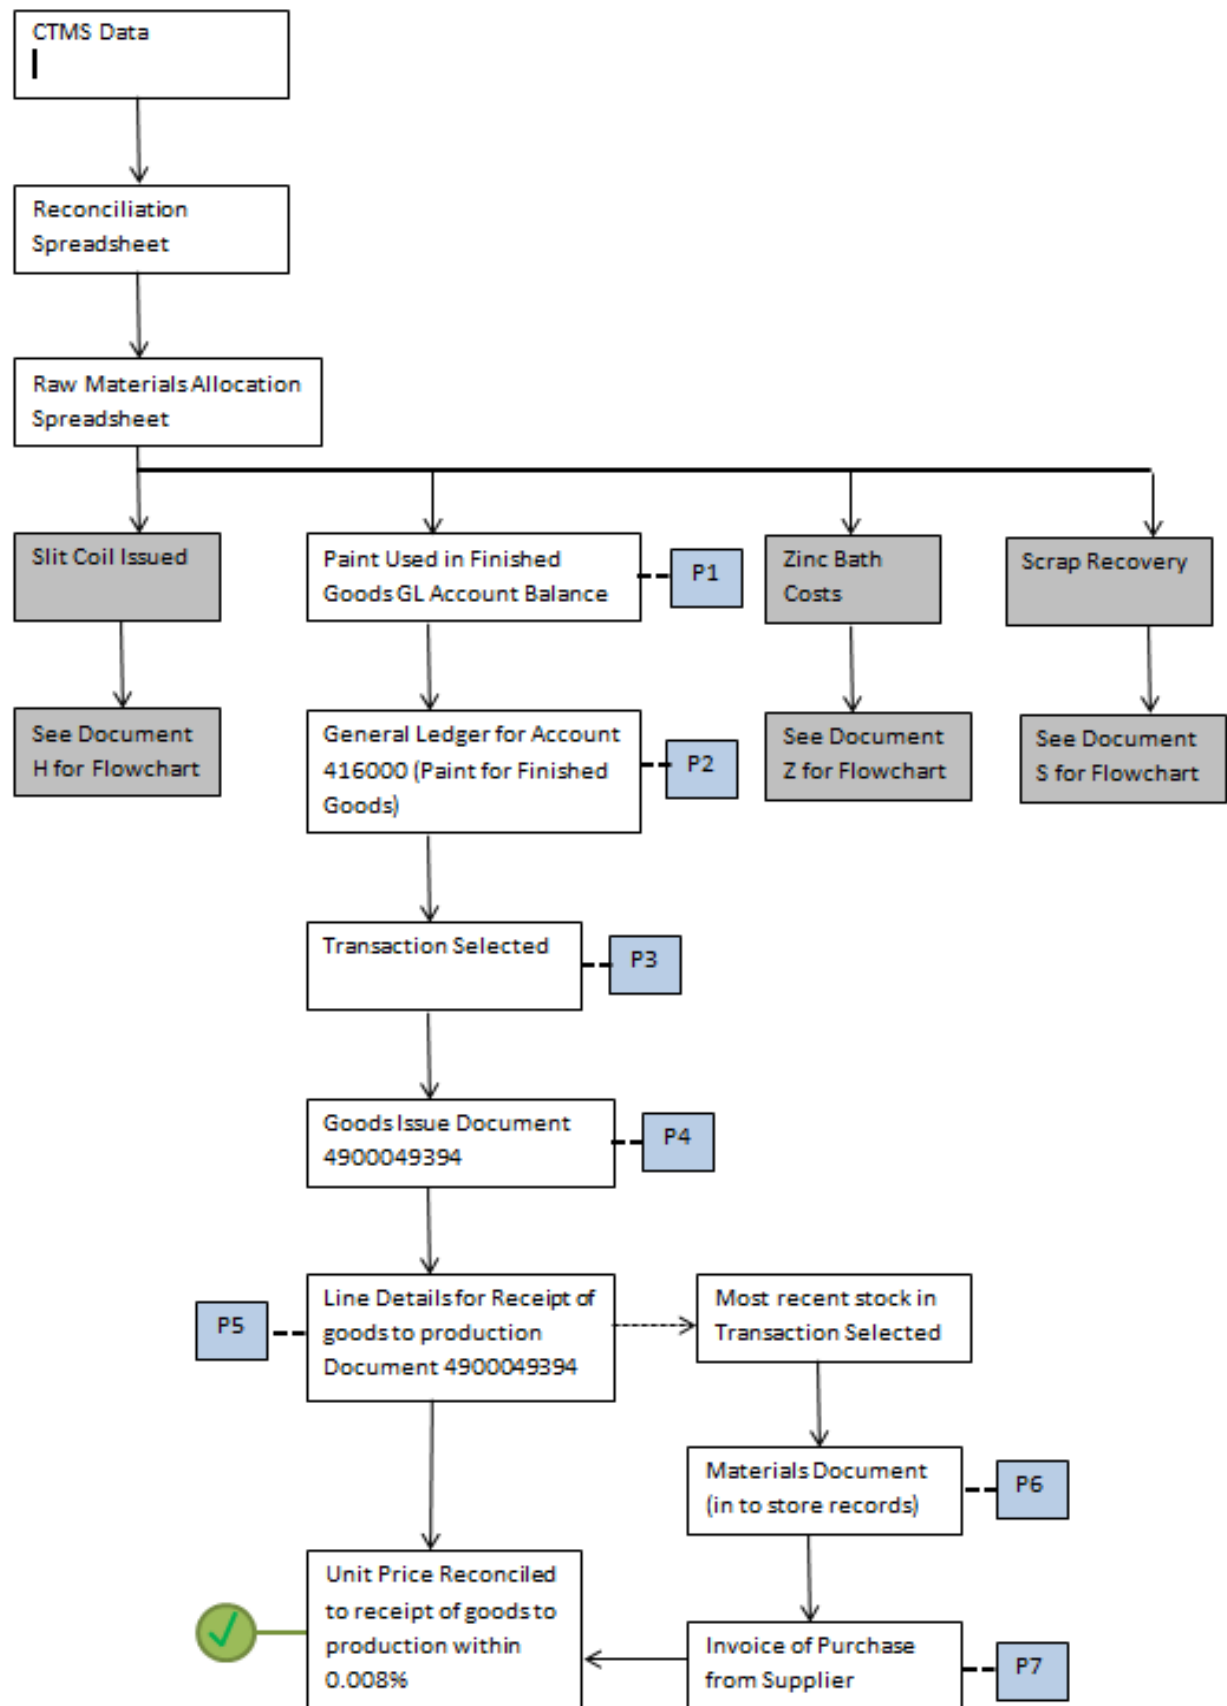 CTMS Data
Reconciliation
Spreadsheet
Raw Materials Allocation
Spreadsheet
Slit Coil Issued
Paint Used in Finished
Goods GL Account Balance
P1
Zinc Bath
Costs
Scrap Recovery
See Document
H for Flowchart
General Ledger for Account
416000 (Paint for Finished
Goods)
P2
See Document
Z for Flowchart
See Document
S for Flowchart
Transaction Selected
P3
Goods Issue Document
4900049394
P4
P5
Line Details for Receipt of
goods to production
Document 4900049394
Most recent stock in
Transaction Selected
Materials Document
(in to store records)
P6
Unit Price Reconciled
to receipt of goods to
production within
0.008%
Invoice of Purchase
from Supplier
P7